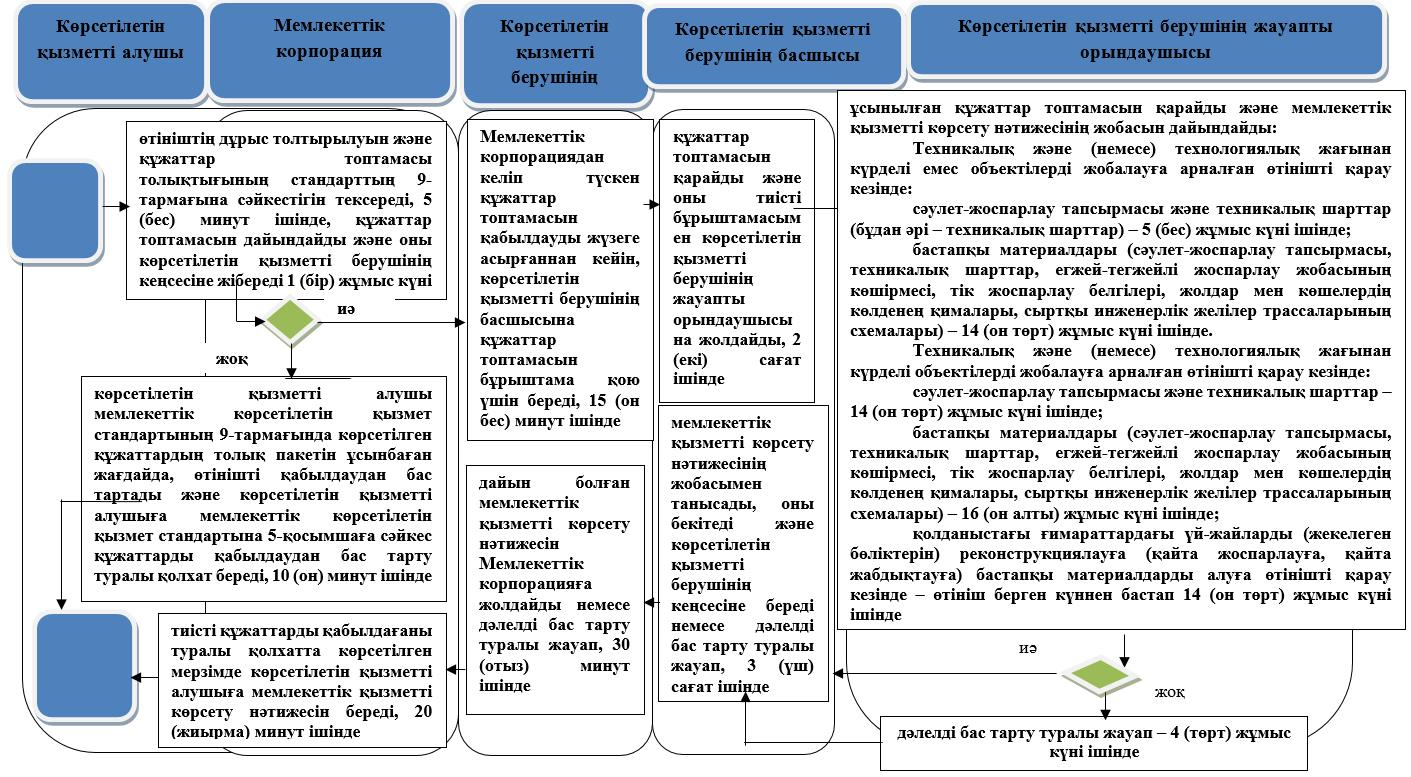 Көрсетілетін
қызметті алушы
Мемлекеттік
корпорация
Көрсетілетін
қызметті
берушінің
Көрсетілетін қызметті
берушінің басшысы
Көрсетілетін қызметті берушінің жауапты
орындаушысы
өтініштің дұрыс толтырылуын және
құжаттар топтамасы
толықтығының стандарттың 9-
тармағына сәйкестігін тексереді, 5
(бес) минут ішінде, құжаттар
топтамасын дайындайды және оны
көрсетілетін қызметті берушінің
кеңсесіне жібереді 1 (бір) жұмыс күні
иә
жоқ
көрсетілетін қызметті алушы
мемлекеттік көрсетілетін қызмет
стандартының 9-тармағында көрсетілген
құжаттардың толық пакетін ұсынбаған
жағдайда, өтінішті қабылдаудан бас
тартады және көрсетілетін қызметті
алушыға мемлекеттік көрсетілетін
қызмет стандартына 5-қосымшаға сәйкес
құжаттарды қабылдаудан бас тарту
туралы қолхат береді, 10 (он) минут ішінде
тиісті құжаттарды қабылдағаны
туралы қолхатта көрсетілген
мерзімде көрсетілетін қызметті
алушыға мемлекеттік қызметті
көрсету нәтижесін береді, 20
(жиырма) минут ішінде
Мемлекеттік
корпорациядан
келіп түскен
құжаттар
топтамасын
қабылдауды жүзеге
асырғаннан кейін,
көрсетілетін
қызметті берушінің
басшысына
құжаттар
топтамасын
бұрыштама қою
үшін береді, 15 (он
бес) минут ішінде
дайын болған
мемлекеттік
қызметті көрсету
нәтижесін
Мемлекеттік
корпорацияға
жолдайды немесе
дәлелді бас тарту
туралы жауап, 30
(отыз) минут
ішінде
құжаттар
топтамасын
қарайды және
оны тиісті
бұрыштамасым
ен көрсетілетін
қызметті
берушінің
жауапты
орындаушысы
на жолдайды, 2
(екі) сағат
ішінде
мемлекеттік
қызметті көрсету
нәтижесінің
жобасымен
танысады, оны
бекітеді және
көрсетілетін
қызметті
берушінің
кеңсесіне береді
немесе дәлелді
бас тарту туралы
жауап, 3 (үш)
сағат ішінде
ұсынылған құжаттар топтамасын қарайды және мемлекеттік
қызметті көрсету нәтижесінің жобасын дайындайды:
Техникалық және (немесе) технологиялық жағынан
күрделі емес объектілерді жобалауға арналған өтінішті қарау
кезінде:
сәулет-жоспарлау тапсырмасы және техникалық шарттар
(бұдан әрі – техникалық шарттар) – 5 (бес) жұмыс күні ішінде;
бастапқы материалдары (сәулет-жоспарлау тапсырмасы,
техникалық шарттар, егжей-тегжейлі жоспарлау жобасының
көшірмесі, тік жоспарлау белгілері, жолдар мен көшелердің
көлденең қималары, сыртқы инженерлік желілер трассаларының
схемалары) – 14 (он төрт) жұмыс күні ішінде.
Техникалық және (немесе) технологиялық жағынан
күрделі объектілерді жобалауға арналған өтінішті қарау кезінде:
сәулет-жоспарлау тапсырмасы және техникалық шарттар –
14 (он төрт) жұмыс күні ішінде;
бастапқы материалдары (сәулет-жоспарлау тапсырмасы,
техникалық шарттар, егжей-тегжейлі жоспарлау жобасының
көшірмесі, тік жоспарлау белгілері, жолдар мен көшелердің
көлденең қималары, сыртқы инженерлік желілер трассаларының
схемалары) – 16 (он алты) жұмыс күні ішінде;
қолданыстағы ғимараттардағы үй-жайларды (жекелеген
бөліктерін) реконструкциялауға (қайта жоспарлауға, қайта
жабдықтауға) бастапқы материалдарды алуға өтінішті қарау
кезінде – өтініш берген күннен бастап 14 (он төрт) жұмыс күні
ішінде
иә
жоқ
дәлелді бас тарту туралы жауап – 4 (төрт) жұмыс
күні ішінде